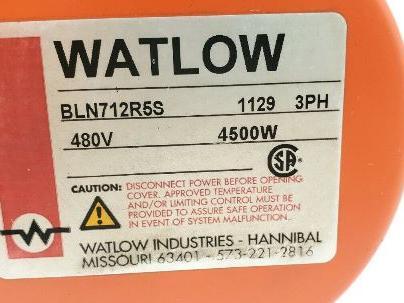 WATLOW
BLN712R5S 1129 3PH
480V 4500W
SA
CAUTION: DISCONNECT POWER BEFORE OPENING
COVER. APPROVED TEMPERATURE
AND/OR LIMITING CONTROL MUST BE
PROVIDED TO ASSURE SAFE OPERATION
IN EVENT OF SYSTEM MALFUNCTION.
WATLOW INDUSTRIES - HANNIBAL
MISSOURI 63401 - 573-221-2816